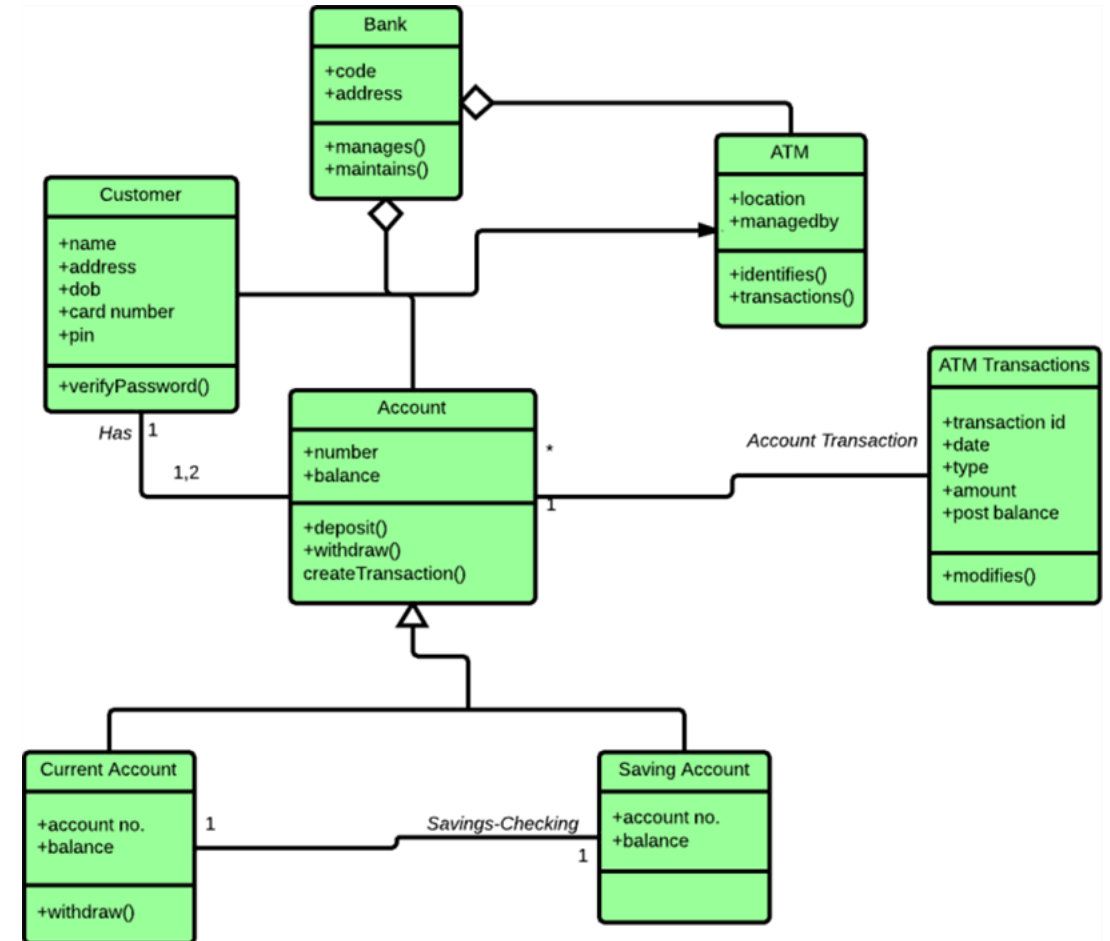 Bank
+code
+address
+manages()
+maintains()
ATM
+location
+managedby
+identifies()
+transactions()
Customer
+name
+address
+dob
+card number
+pin
+verifyPassword()
Has
1
1,2
Account
+number
+balance
+deposit()
+withdraw()
createTransaction()
*
1
Account Transaction
ATM Transactions
+transaction id
+date
+type
+amount
+post balance
+modifies()
Current Account
+account no.
+balance
+withdraw()
1
Savings-Checking
1
Saving Account
+account no.
+balance